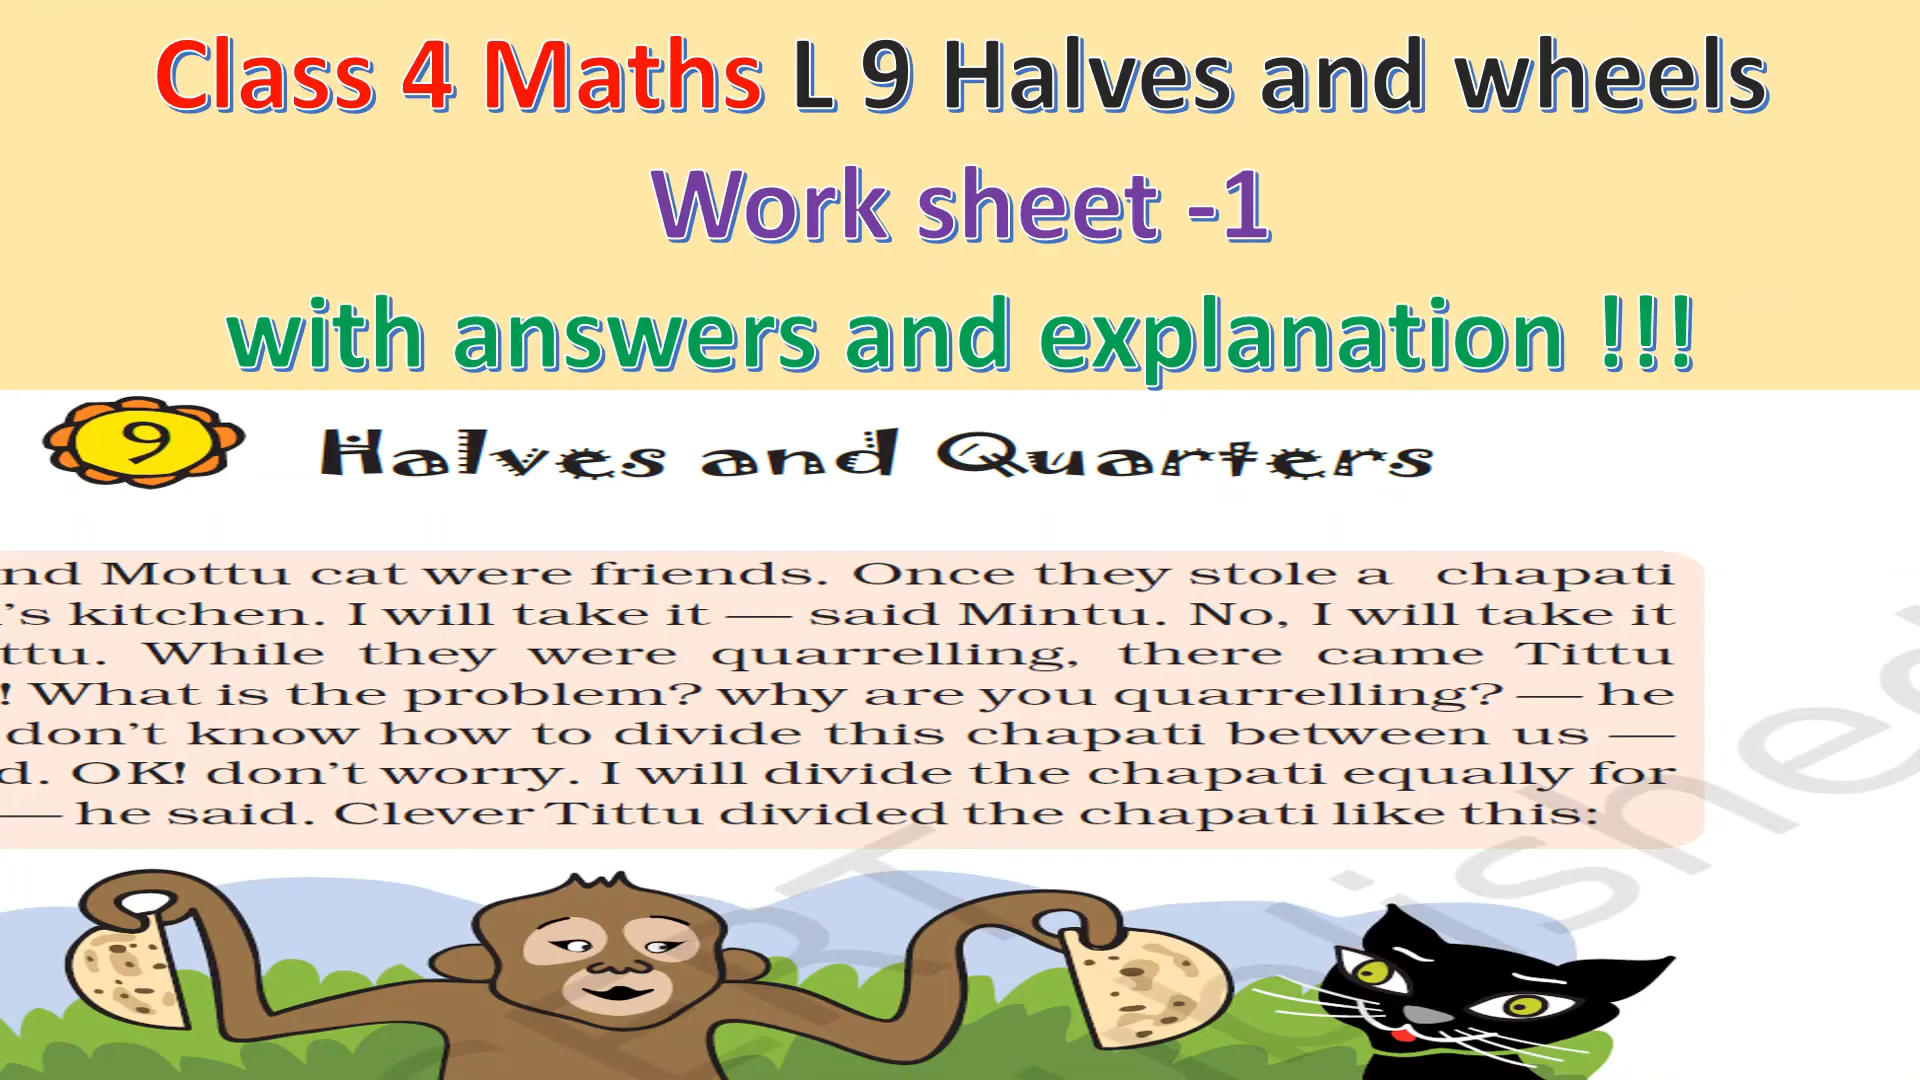 Class 4 Maths L 9 Halves and wheels
Work sheet -1
with answers and explanation !!!
9 Halves and Quarters
nd Mottu cat were friends. Once they stole a chapati
's kitchen. I will take it — said Mintu. No, I will take it
ttu. While they were quarrelling, there came Tittu
! What is the problem? why are you quarrelling? — he
don't know how to divide this chapati between us —
d. OK! don't worry. I will divide the chapati equally for
— he said. Clever Tittu divided the chapati like this: